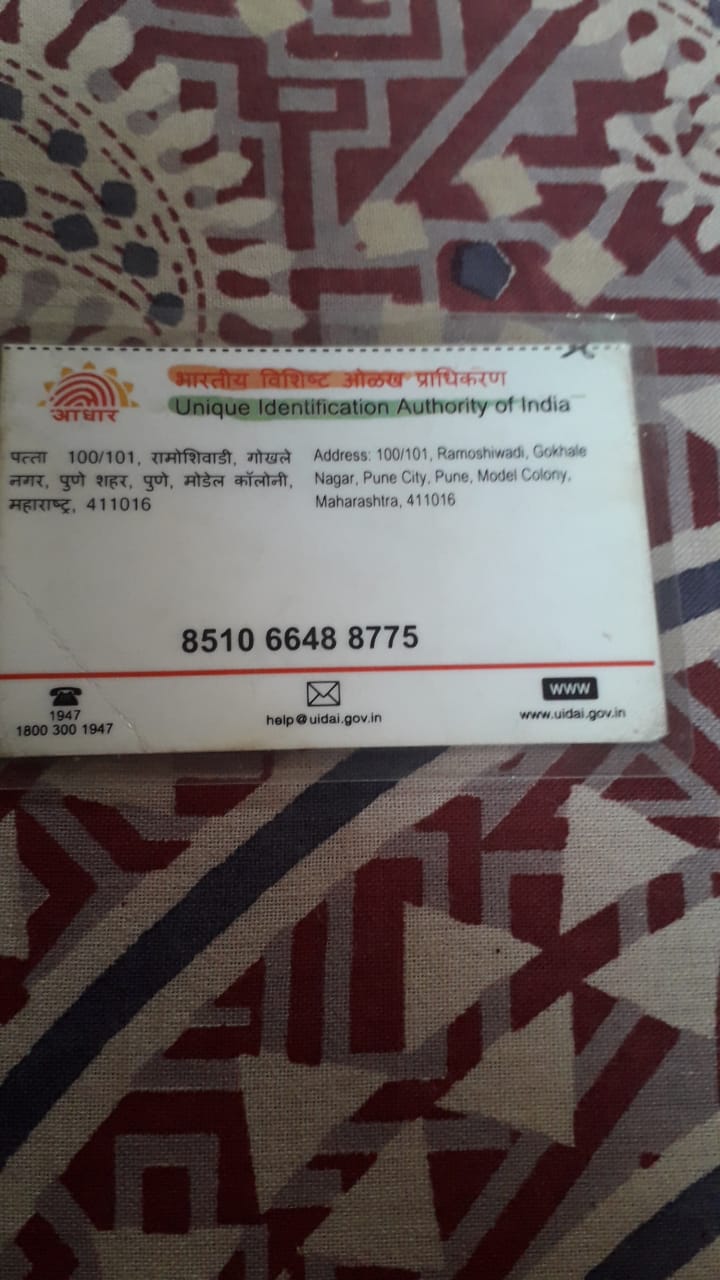 आधार
भारतीय विशिष्ट ओळख प्राधिकरण
Unique Identification Authority of India
पत्ता 100/101, रामोशिवाडी, गोखले
नगर, पुणे शहर, पुणे, मोडेल कॉलोनी,
महाराष्ट्र, 411016
Address: 100/101, Ramoshiwadi, Gokhale
Nagar, Pune City, Pune, Model Colony,
Maharashtra, 411016
8510 6648 8775
1947
1800 300 1947
help@uidai.gov.in
www
www.uidai.gov.in